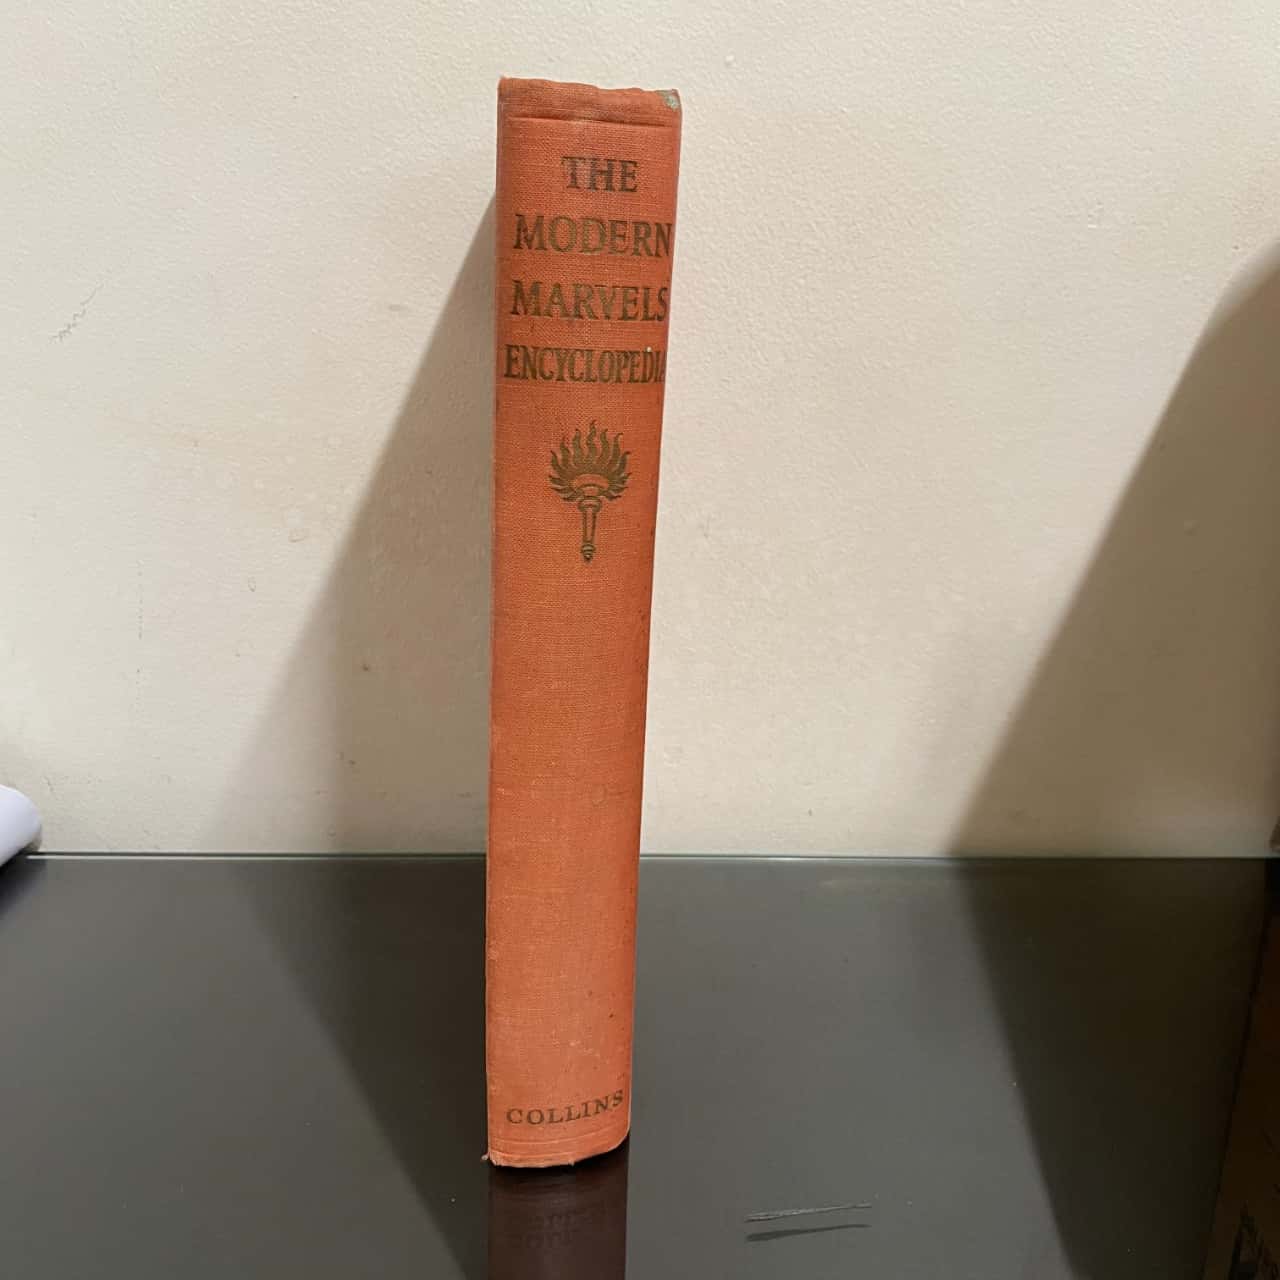 THE
MODERN
MARVELS
ENCYCLOPEDIA
COLLINS